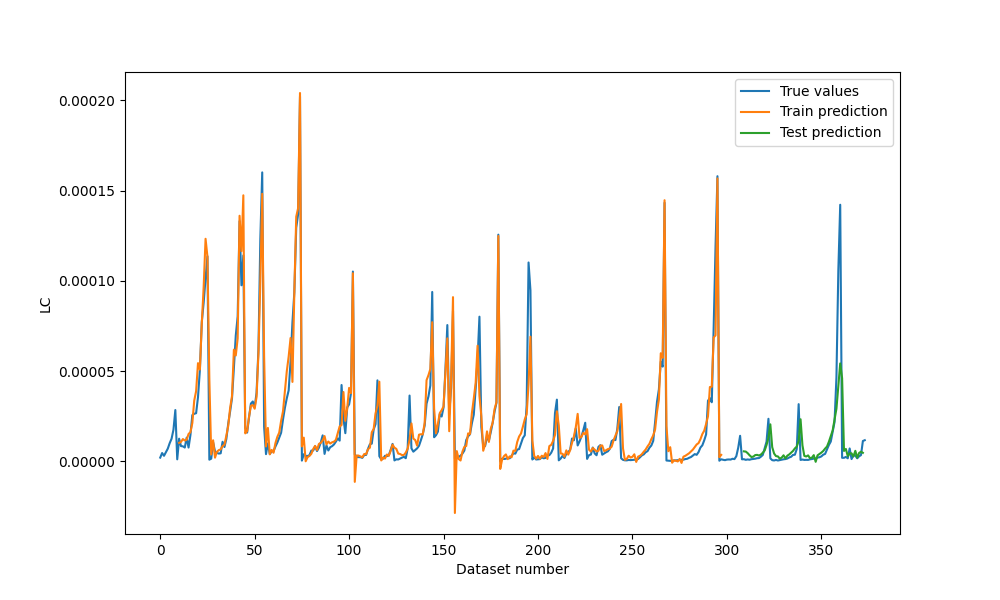 True values
Train prediction
Test prediction
0.00020
0.00015
0.00010
0.00005
0.00000
LC
0 50 100 150 200 250 300 350
Dataset number